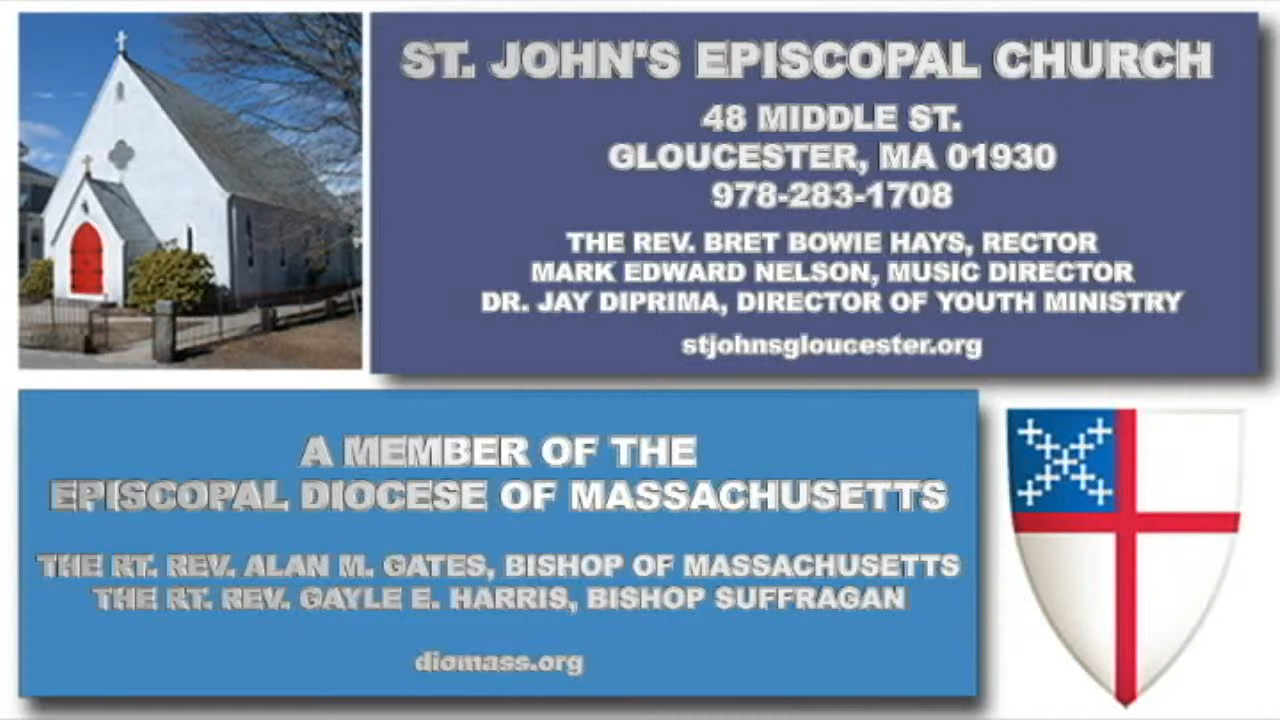 ST. JOHN'S EPISCOPAL CHURCH
48 MIDDLE ST.
GLOUCESTER, MA 01930
978-283-1708
THE REV. BRET BOWIE HAYS, RECTOR
MARK EDWARD NELSON, MUSIC DIRECTOR
DR. JAY DIPRIMA, DIRECTOR OF YOUTH MINISTRY
stjohnsgloucester.org
A MEMBER OF THE
EPISCOPAL DIOCESE OF MASSACHUSETTS
THE RT. REV. ALAN M. GATES, BISHOP OF MASSACHUSETTS
THE RT. REV. GAYLE E. HARRIS, BISHOP SUFFRAGAN
diomass.org